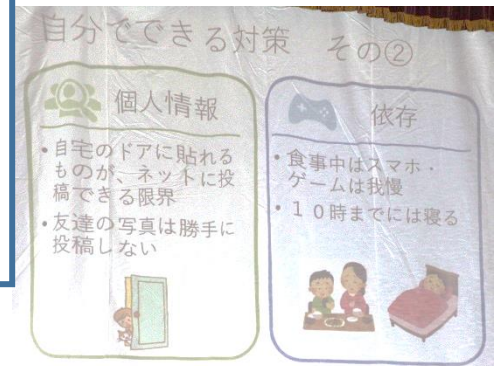 自分でできる対策 その②
個人情報
・自宅のドアに貼れる
ものが、ネットに投
稿できる限界
・友達の写真は勝手に
投稿しない
依存
・食事中はスマホ・
ゲームは我慢
・１０時までには寝る